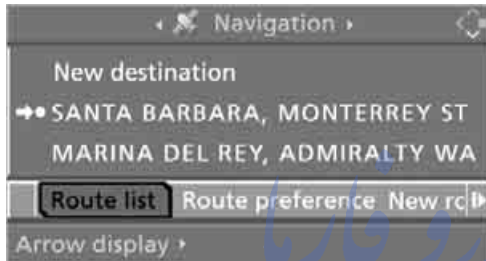 Navigation
New destination
SANTA BARBARA, MONTERREY ST
MARINA DEL REY, ADMIRALTY WA
Route list Route preference New ro
Arrow display